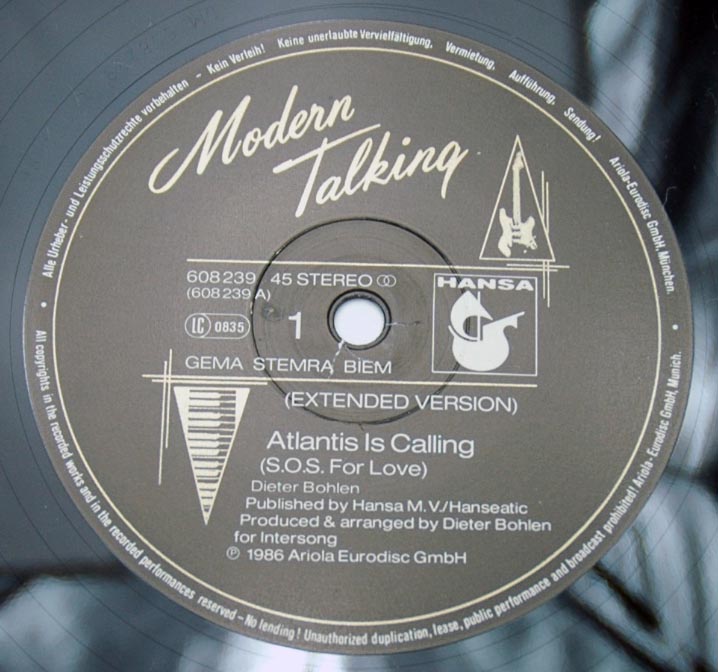 Alle Urheber- und Leistungsschutzrechte vorbehalten - Kein Verleih! Keine unerlaubte Vervielfältigung, Vermietung, Aufführung, Sendung! Ariola-Eurodisc GmbH, München.
Modern
Talking
608 239 45 STEREO
(608 239 A)
HANSA
LC 0835
1
GEMA STEMRA BIEM
(EXTENDED VERSION)
Atlantis Is Calling
(S.O.S. For Love)
Dieter Bohlen
Published by Hansa M.V./Hanseatic
Produced & arranged by Dieter Bohlen
for Intersong
℗ 1986 Ariola Eurodisc GmbH
All copyrights in the recorded works and in the recorded performances reserved - No lending! Unauthorized duplication, lease, public performance and broadcast prohibited! Ariola-Eurodisc GmbH, Munich.